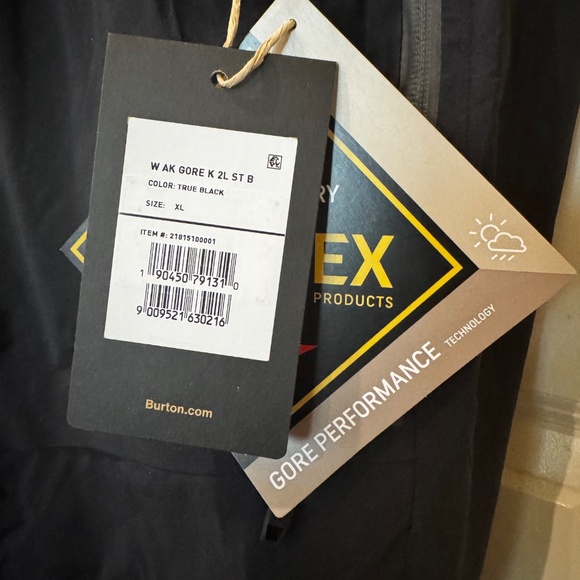 W AK GORE K 2L ST B
COLOR: TRUE BLACK
SIZE: XL
ITEM #: 21815100001
1 90450 79131 0
9 009521 630216
Burton.com
RY
EX
PRODUCTS
GORE PERFORMANCE TECHNOLOGY